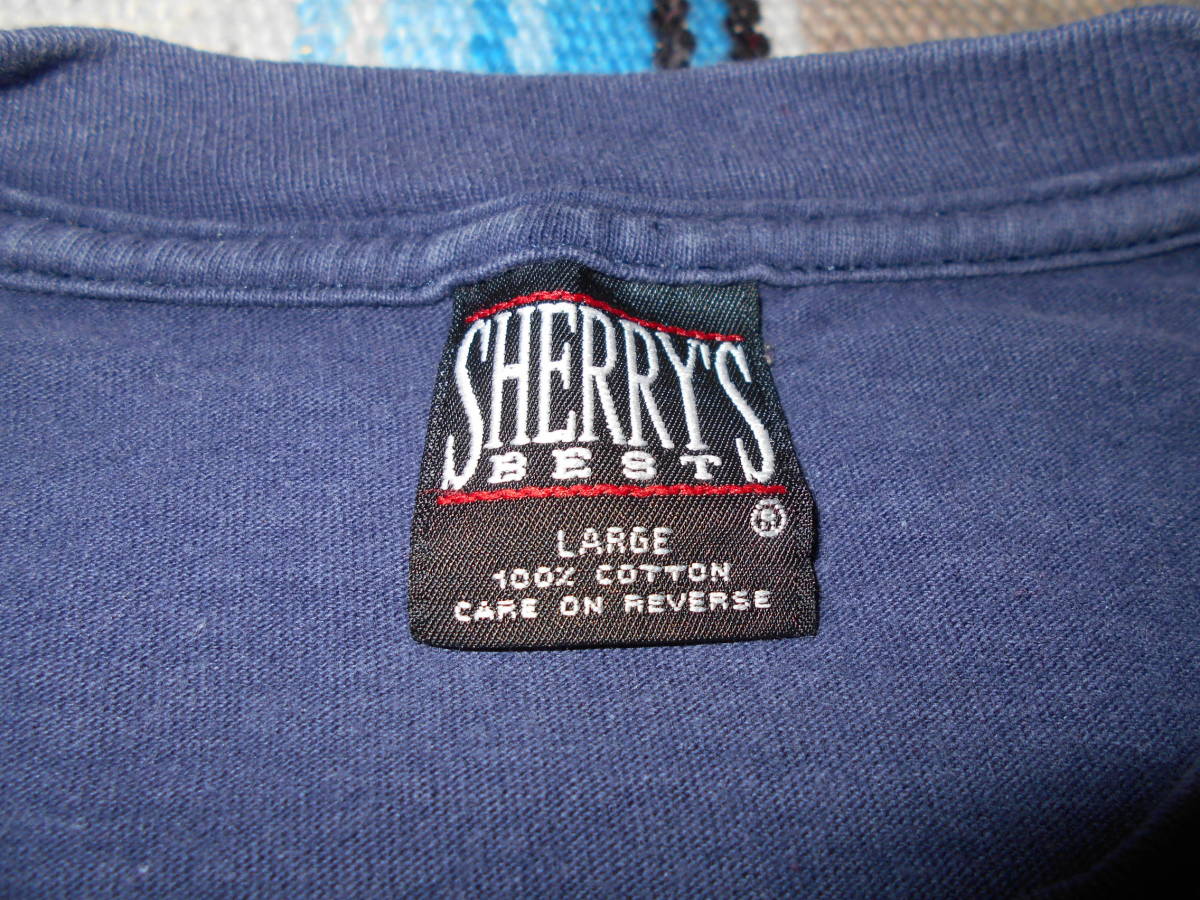 SHERRY'S
BEST
®
LARGE
100% COTTON
CARE ON REVERSE